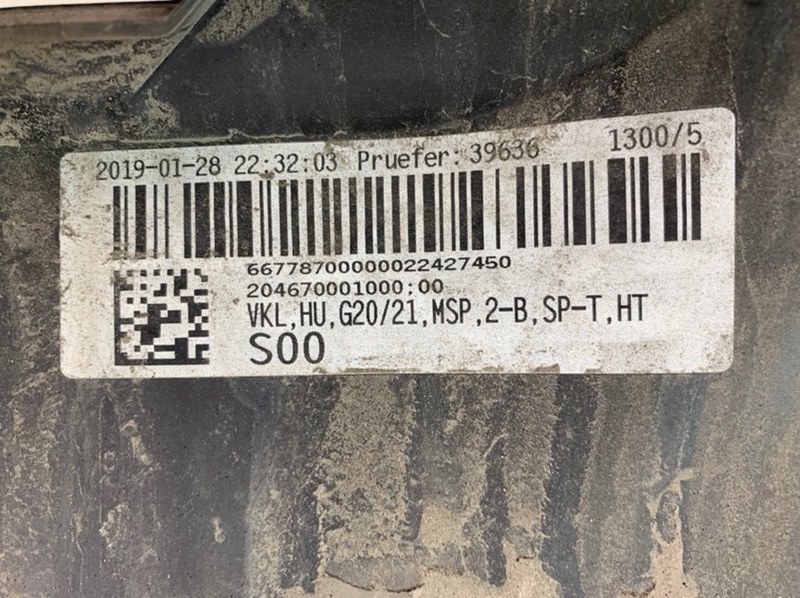 2019-01-28 22:32:03 Pruefer:39636 1300/5
66778700000022427450
204670001000;00
VKL,HU,G20/21,MSP,2-B,SP-T,HT
S00